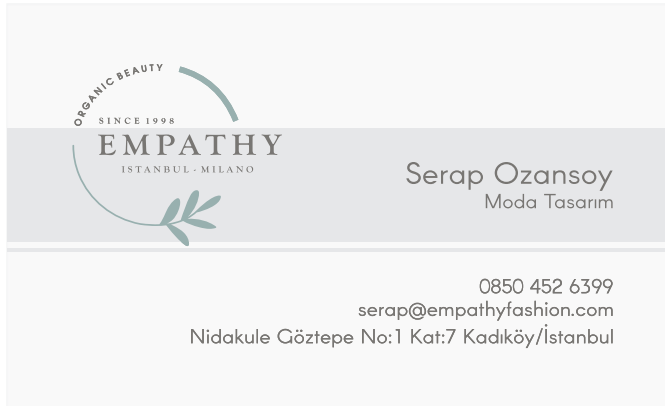 ORGANIC BEAUTY
SINCE 1998
EMPATHY
ISTANBUL - MILANO
Serap Ozansoy
Moda Tasarım
0850 452 6399
serap@empathyfashion.com
Nidakule Göztepe No:1 Kat:7 Kadıköy/İstanbul